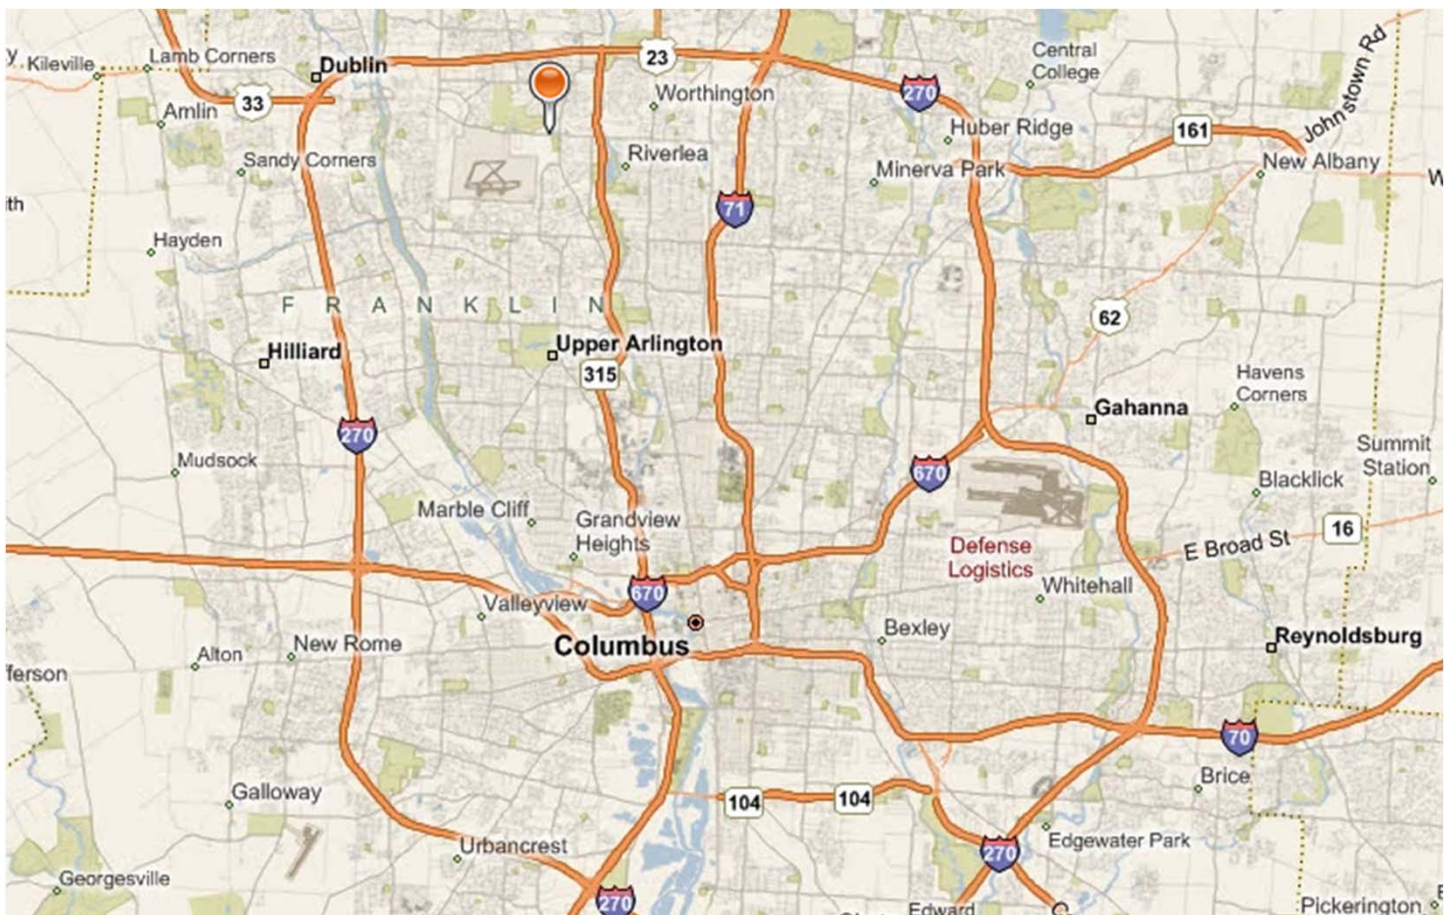 23
Central
College
Johnstown Rd
Lamb Corners
Kileville
Dublin
270
Worthington
33
Amlin
161
Huber Ridge
Riverlea
Sandy Corners
Minerva Park
New Albany
71
Hayden
FRANKLIN
62
Hilliard
Upper Arlington
315
Havens
Corners
Gahanna
270
Summit
Station
Mudsock
670
Blacklick
Marble Cliff
Grandview
Heights
16
E Broad St
Defense
Logistics
Whitehall
670
Valleyview
Bexley
Columbus
Reynoldsburg
New Rome
Alton
ferson
70
Brice
Galloway
104
104
Edgewater Park
Urbancrest
270
Georgesville
270
Edward
Pickerington